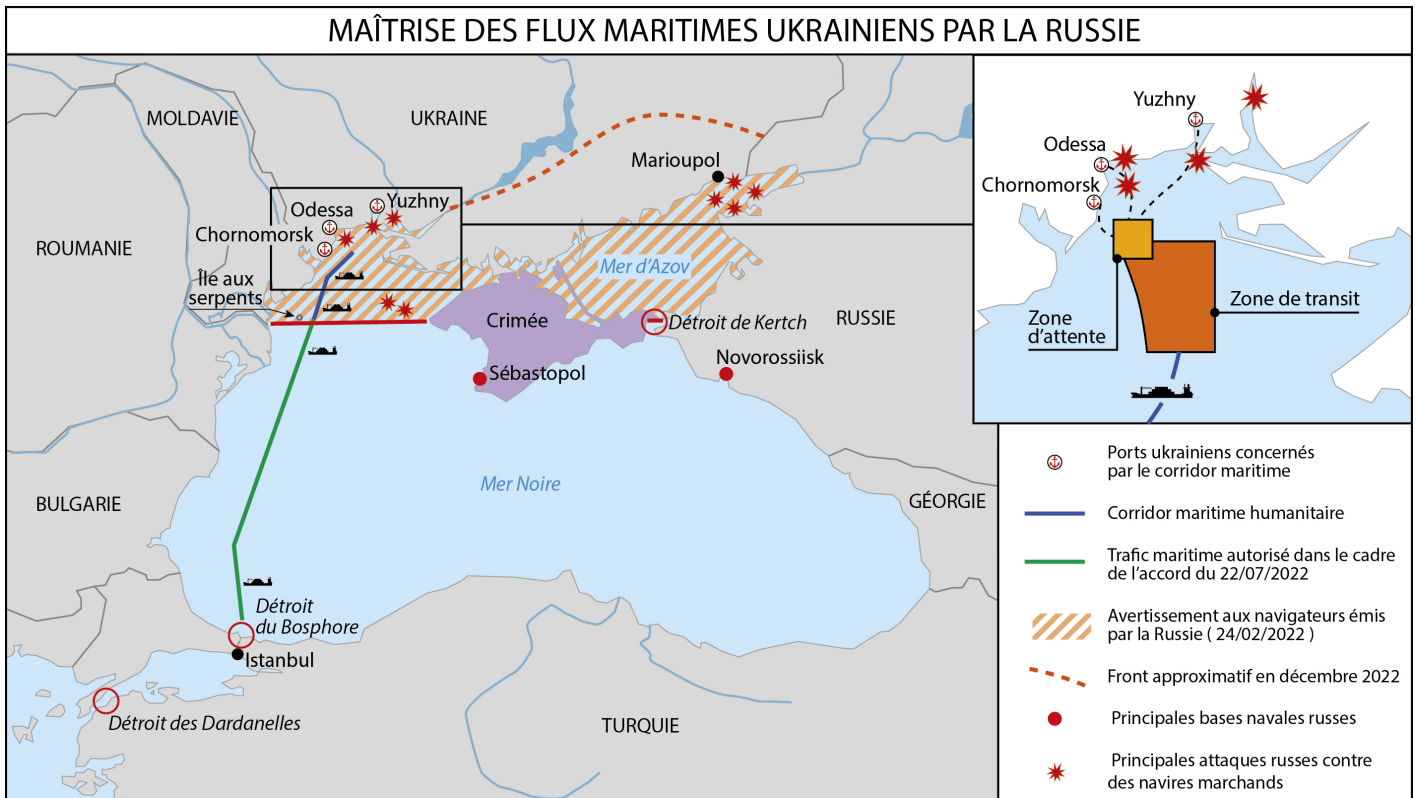 MAÎTRISE DES FLUX MARITIMES UKRAINIENS PAR LA RUSSIE
MOLDAVIE
UKRAINE
Marioupol
Yuzhny
Odessa
Chornomorsk
ROUMANIE
Île aux
serpents
Mer d’Azov
Crimée
Détroit de Kertch
RUSSIE
Novorossiisk
Sébastopol
Mer Noire
BULGARIE
GÉORGIE
Détroit
du Bosphore
Istanbul
Détroit des Dardanelles
TURQUIE
Yuzhny
Odessa
Chornomorsk
Zone de transit
Zone
d’attente
Ports ukrainiens concernés
par le corridor maritime
Corridor maritime humanitaire
Trafic maritime autorisé dans le cadre
de l’accord du 22/07/2022
Avertissement aux navigateurs émis
par la Russie ( 24/02/2022 )
Front approximatif en décembre 2022
Principales bases navales russes
Principales attaques russes contre
des navires marchands